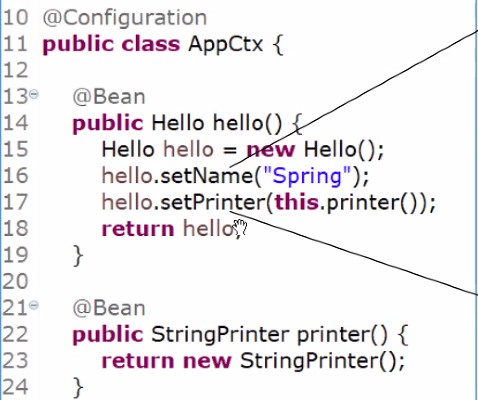 10 @Configuration
11 public class AppCtx {
12
13 @Bean
14 public Hello hello() {
15 Hello hello = new Hello();
16 hello.setName("Spring");
17 hello.setPrinter(this.printer());
18 return hello;
19 }
20
21 @Bean
22 public StringPrinter printer() {
23 return new StringPrinter();
24 }